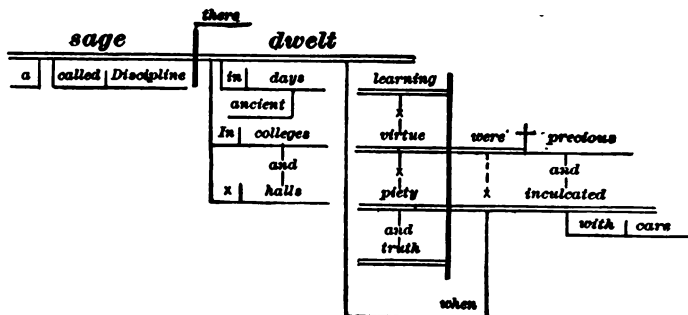 there
sage dwelt
a called Discipline in days learning
ancient x
In colleges virtue were precious
and x and
x halls piety x inculcated
and with care
truth
when